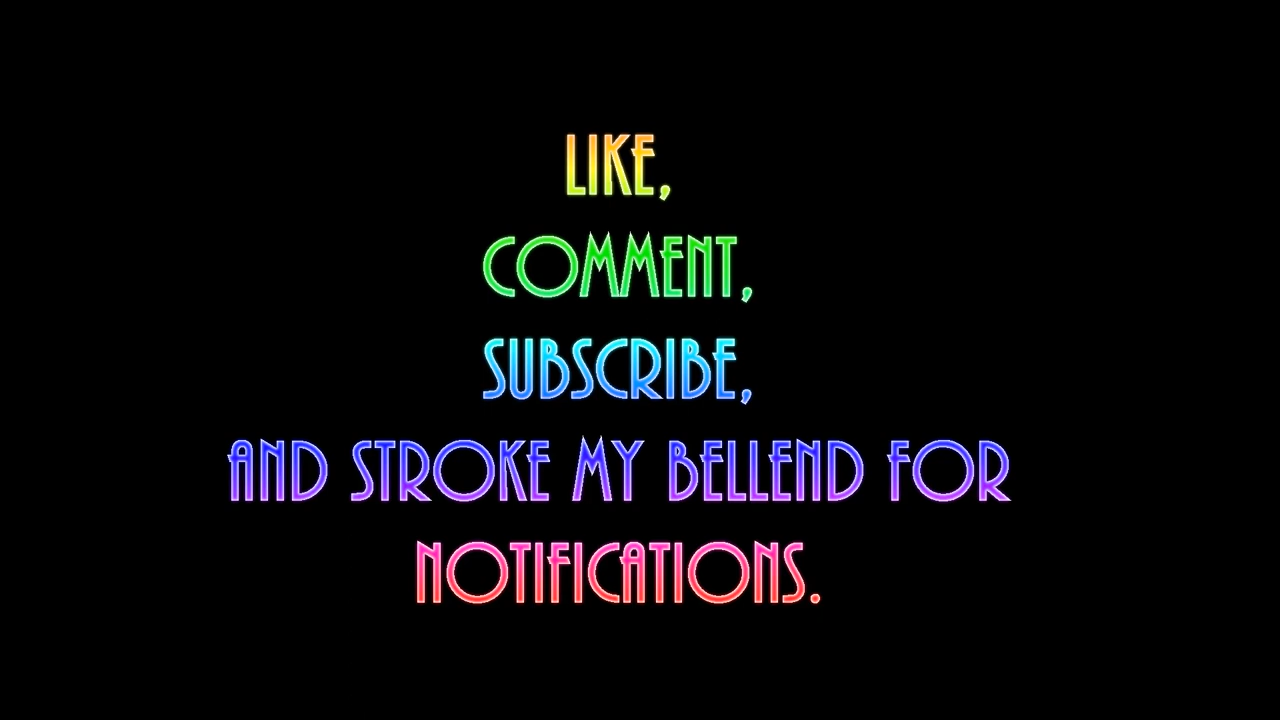 LIKE,
COMMENT,
SUBSCRIBE,
AND STROKE MY BELLEND FOR
NOTIFICATIONS.